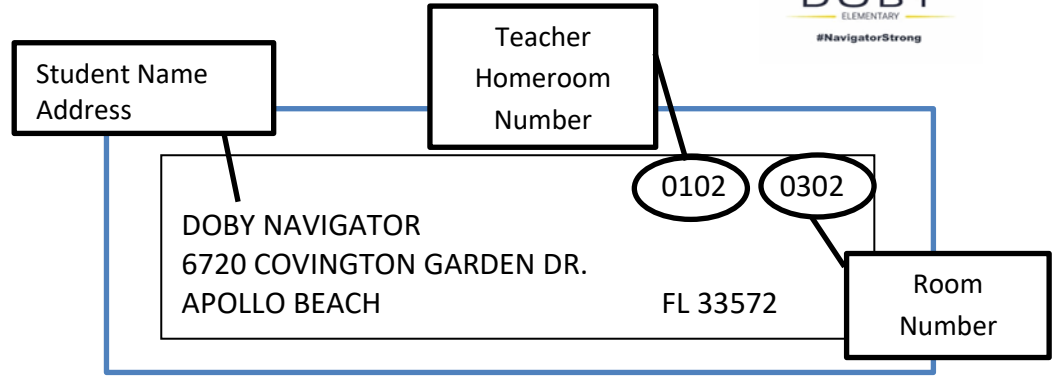 ELEMENTARY
#NavigatorStrong
Student Name
Address
Teacher
Homeroom
Number
0102 0302
DOBY NAVIGATOR
6720 COVINGTON GARDEN DR.
APOLLO BEACH FL 33572
Room
Number